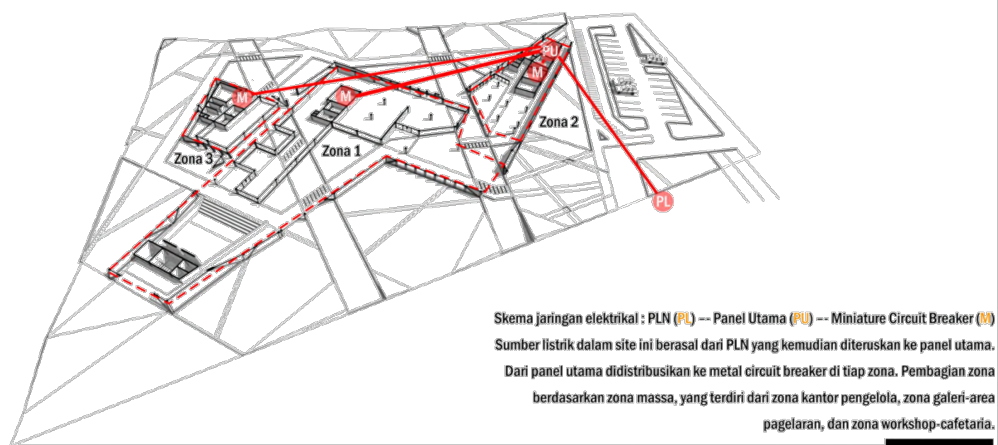 PU
M
M
M
Zona 2
Zona 1
Zona 3
PL
Skema jaringan elektrikal : PLN (PL) -- Panel Utama (PU) -- Miniature Circuit Breaker (M)
Sumber listrik dalam site ini berasal dari PLN yang kemudian diteruskan ke panel utama.
Dari panel utama didistribusikan ke metal circuit breaker di tiap zona. Pembagian zona
berdasarkan zona massa, yang terdiri dari zona kantor pengelola, zona galeri-area
pagelaran, dan zona workshop-cafetaria.